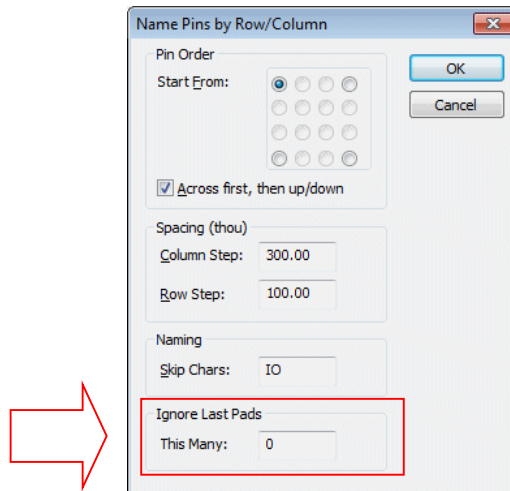 Name Pins by Row/Column
Pin Order
Start From:
OK
Cancel
Across first, then up/down
Spacing (thou)
Column Step: 300.00
Row Step: 100.00
Naming
Skip Chars: IO
Ignore Last Pads
This Many: 0